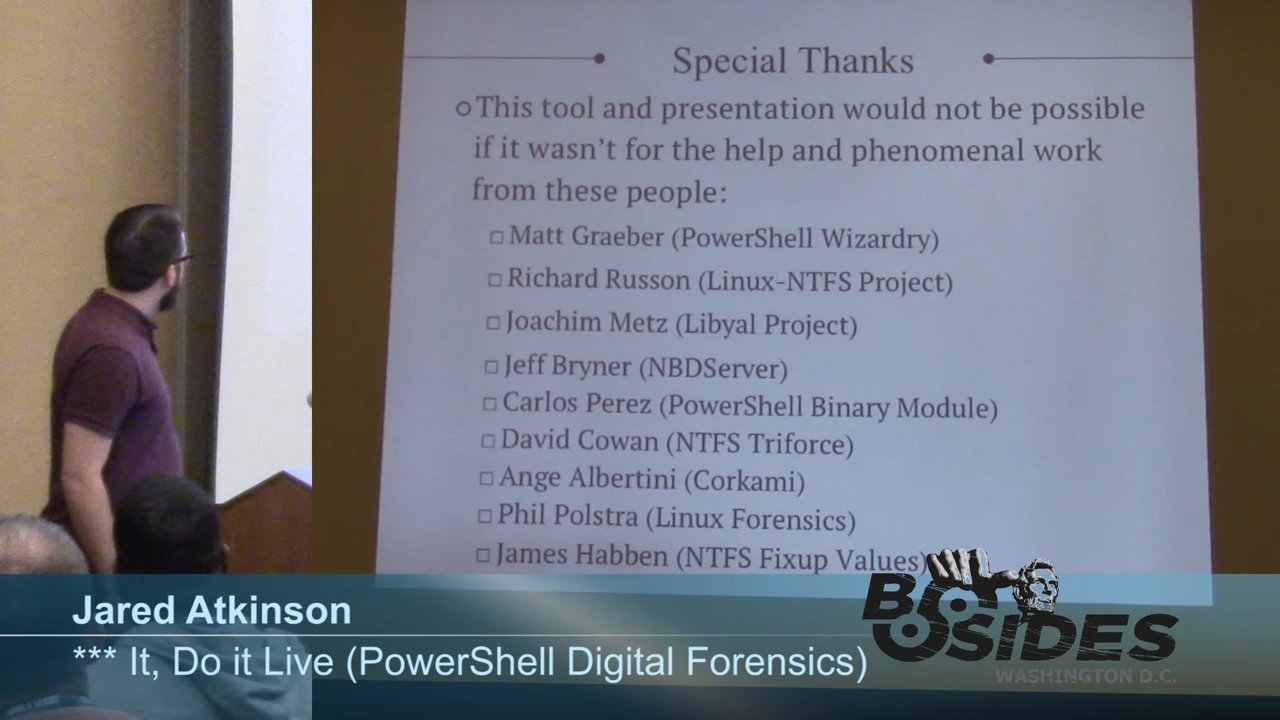 Special Thanks
This tool and presentation would not be possible
if it wasn't for the help and phenomenal work
from these people:
Matt Graeber (PowerShell Wizardry)
Richard Russon (Linux-NTFS Project)
Joachim Metz (Libyal Project)
Jeff Bryner (NBDServer)
Carlos Perez (PowerShell Binary Module)
David Cowan (NTFS Triforce)
Ange Albertini (Corkami)
Phil Polstra (Linux Forensics)
James Habben (NTFS Fixup Values)
Jared Atkinson
*** It, Do it Live (PowerShell Digital Forensics)
BSIDES
WASHINGTON D.C.